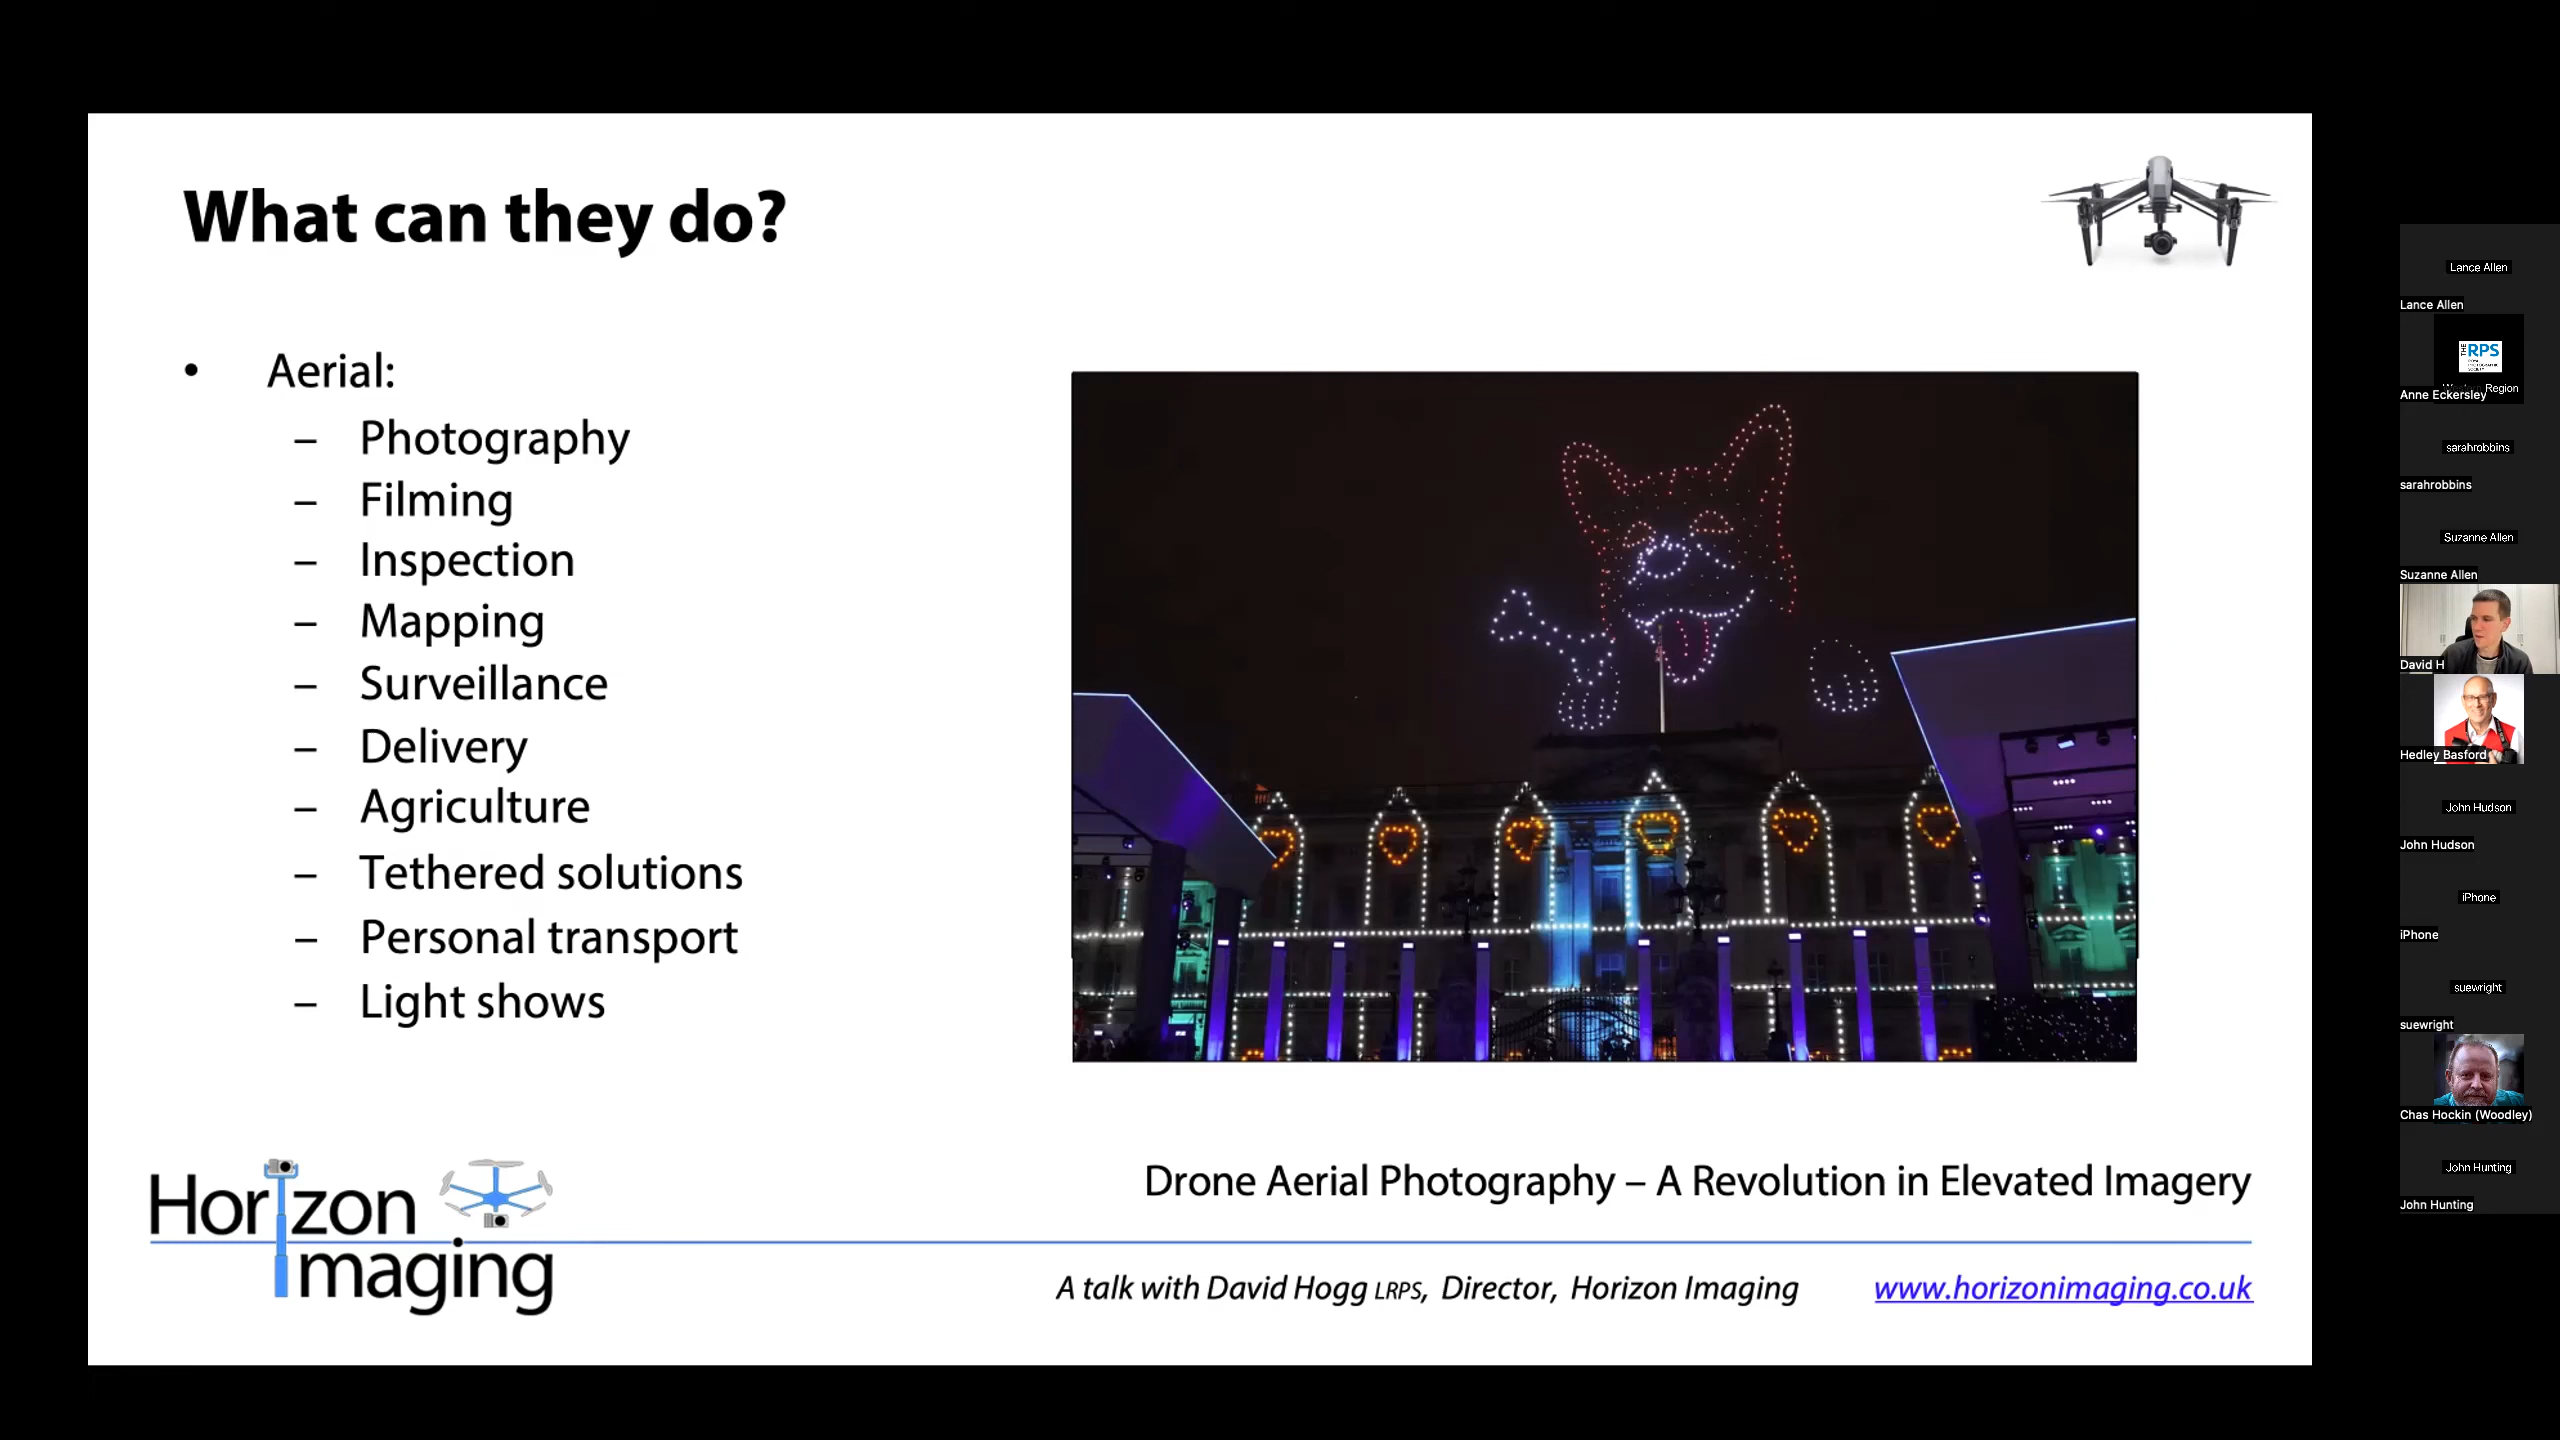 What can they do?
• Aerial:
– Photography
– Filming
– Inspection
– Mapping
– Surveillance
– Delivery
– Agriculture
– Tethered solutions
– Personal transport
– Light shows
Horizon
imaging
Drone Aerial Photography – A Revolution in Elevated Imagery
A talk with David Hogg LRPS, Director, Horizon Imaging
www.horizonimaging.co.uk
Lance Allen
Lance Allen
THE RPS
Region
Anne Eckersley
sarahrobbins
sarahrobbins
Suzanne Allen
Suzanne Allen
David H
Hedley Basford
John Hudson
John Hudson
iPhone
iPhone
suewright
suewright
Chas Hockin (Woodley)
John Hunting
John Hunting